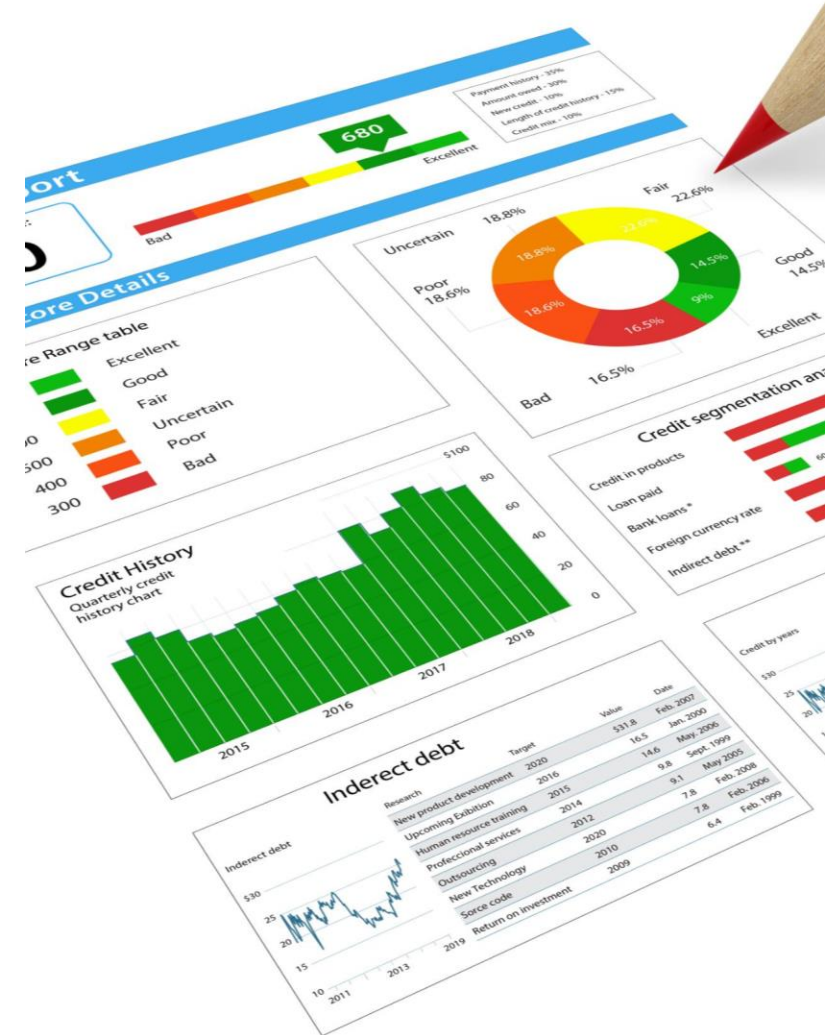 ort
Payment history - 35%
Amount owed - 30%
New credit - 10%
Length of credit history - 15%
Credit mix - 10%
680
Bad
Excellent
ore Details
re Range table
Excellent
Good
Fair
Uncertain
Poor
Bad
00
500
400
300
Uncertain 18.8%
Fair 22.6%
Poor 18.6%
Good 14.5%
Excellent
Bad 16.5%
18.8%
22.6%
14.5%
9%
16.5%
18.6%
Credit History
Quarterly credit
history chart
$100
80
60
40
20
0
2015
2016
2017
2018
Credit segmentation ana
Credit in products
Loan paid
Bank loans *
Foreign currency rate
Indirect debt **
60
Inderect debt
Inderect debt
$30
25
20
15
10
2011
2013
2019
Research Target Value Date
New product development 2020 $31.8 Feb. 2007
Upcoming Exibition 2016 16.5 Jan. 2000
Human resource training 2015 14.6 May. 2006
Profeccional services 2014 9.8 Sept. 1999
Outsourcing 2012 9.1 May 2005
New Technology 2020 7.8 Feb. 2008
Sorce code 2010 7.8 Feb. 2006
Return on investment 2009 6.4 Feb. 1999
Credit by years
$30
25
20